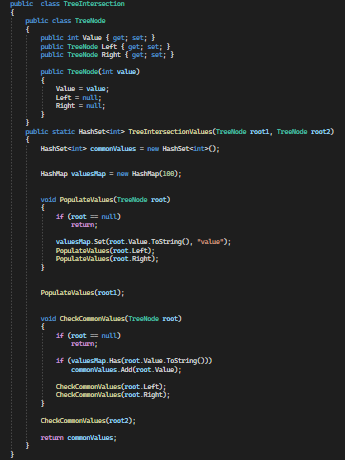 public class TreeIntersection
{
public class TreeNode
{
public int Value { get; set; }
public TreeNode Left { get; set; }
public TreeNode Right { get; set; }
public TreeNode(int value)
{
Value = value;
Left = null;
Right = null;
}
}
public static HashSet<int> TreeIntersectionValues(TreeNode root1, TreeNode root2)
{
HashSet<int> commonValues = new HashSet<int>();
HashMap valuesMap = new HashMap(100);
void PopulateValues(TreeNode root)
{
if (root == null)
return;
valuesMap.Set(root.Value.ToString(), "value");
PopulateValues(root.Left);
PopulateValues(root.Right);
}
PopulateValues(root1);
void CheckCommonValues(TreeNode root)
{
if (root == null)
return;
if (valuesMap.Has(root.Value.ToString()))
commonValues.Add(root.Value);
CheckCommonValues(root.Left);
CheckCommonValues(root.Right);
}
CheckCommonValues(root2);
return commonValues;
}
}